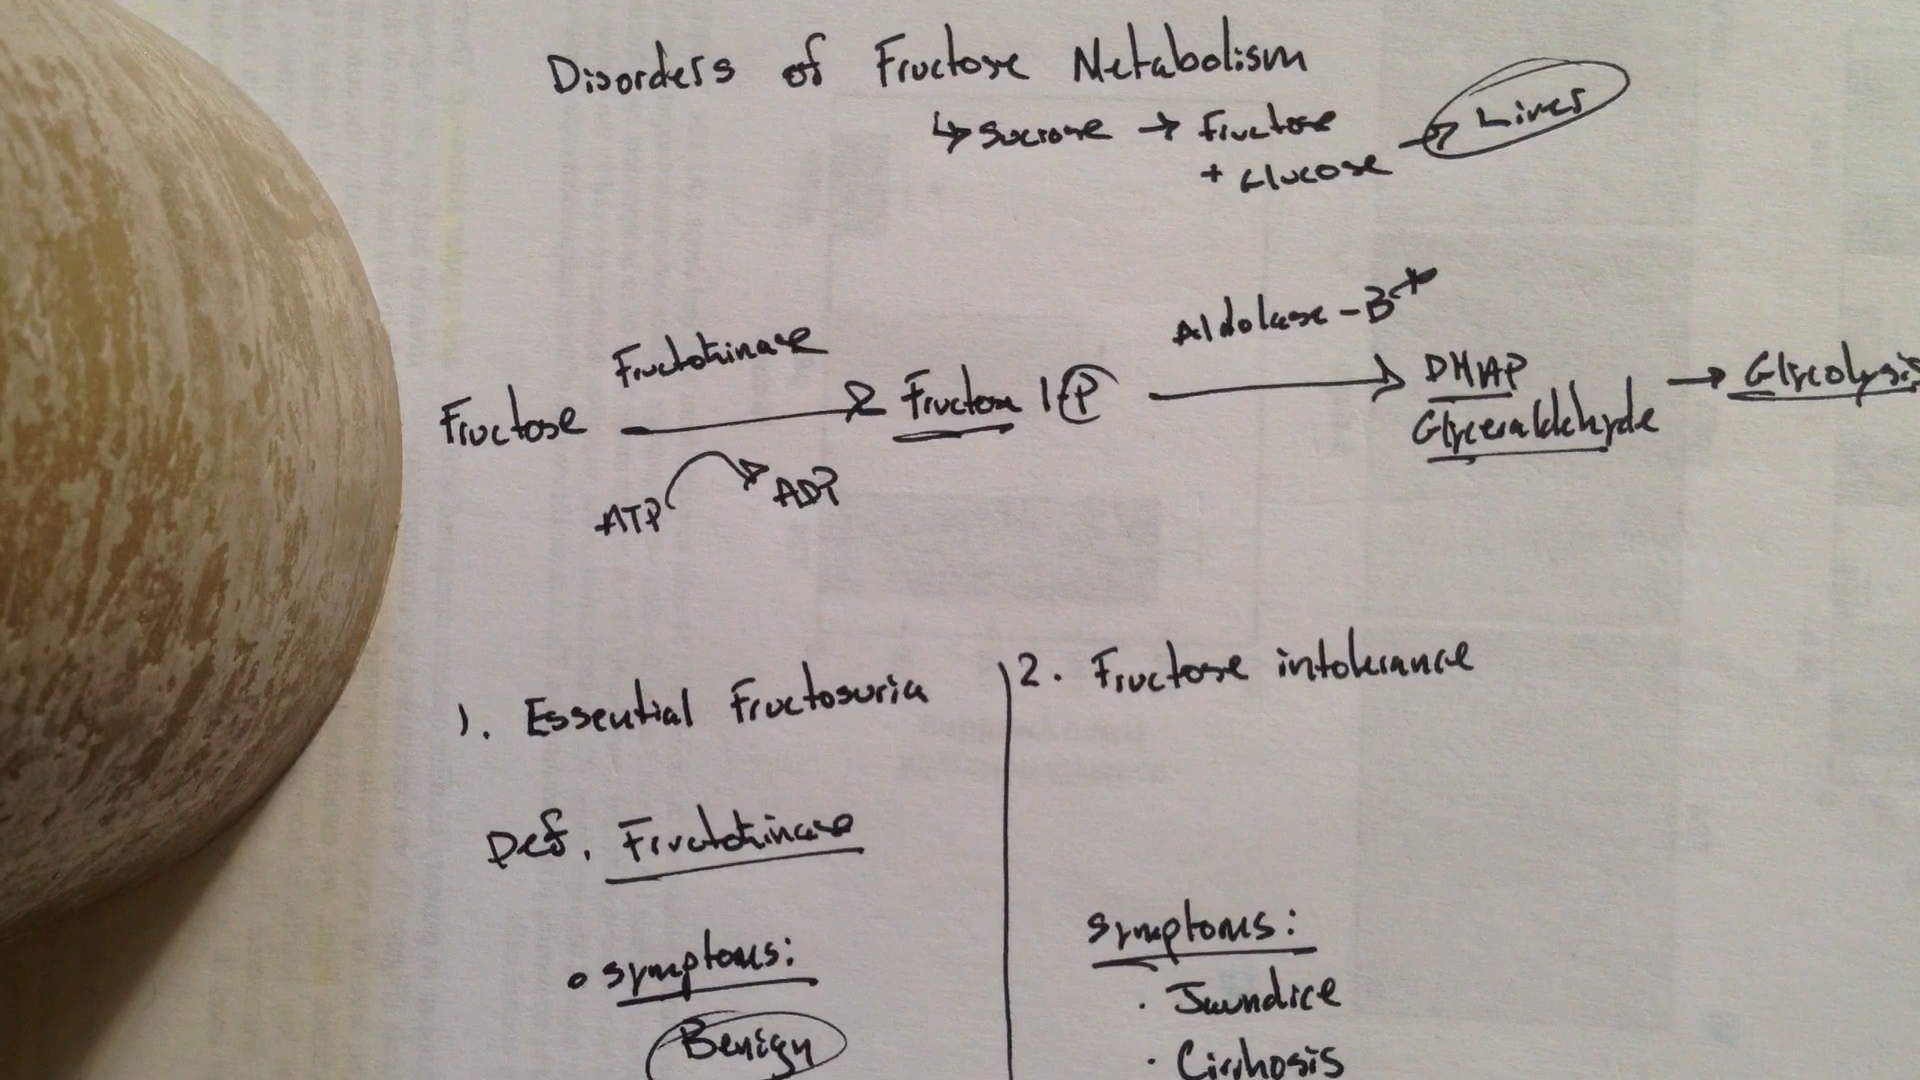 Disorders of Fructose Metabolism
↳ Sucrose → Fructose + Glucose → Liver
Fructokinase
Aldolase-B
Fructose → Fructose 1-P → DHAP
Glyceraldehyde → Glycolysis
ATP → ADP
1. Essential Fructosuria
2. Fructose intolerance
Def. Fructokinase
symptoms:
Benign
symptoms:
· Jaundice
· Cirrhosis